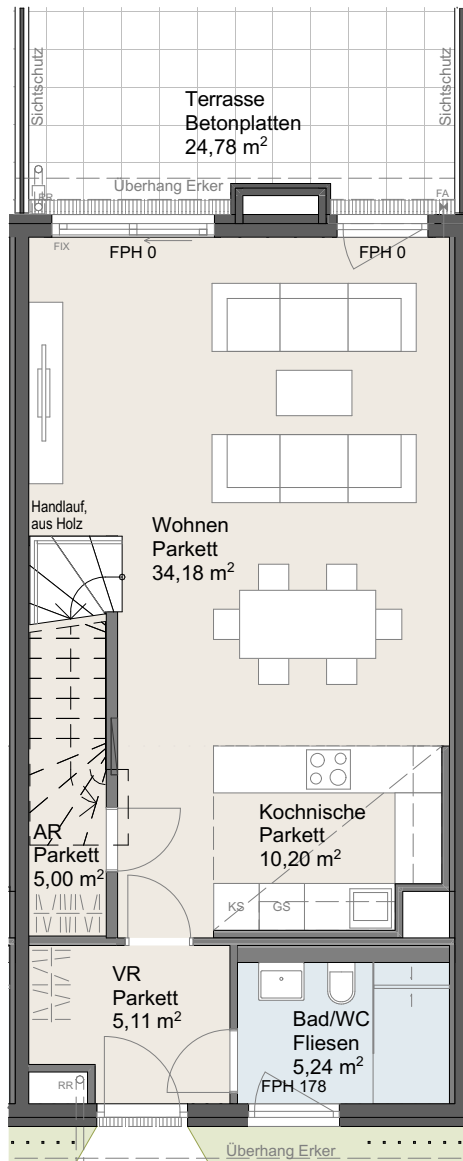 Sichtschutz
Sichtschutz
Terrasse
Betonplatten
24,78 m²
Überhang Erker
RR
FA
FIX
FPH 0
FPH 0
Handlauf,
aus Holz
Wohnen
Parkett
34,18 m²
Kochnische
Parkett
10,20 m²
AR
Parkett
5,00 m²
KS
GS
VR
Parkett
5,11 m²
Bad/WC
Fliesen
5,24 m²
FPH 178
RR
Überhang Erker